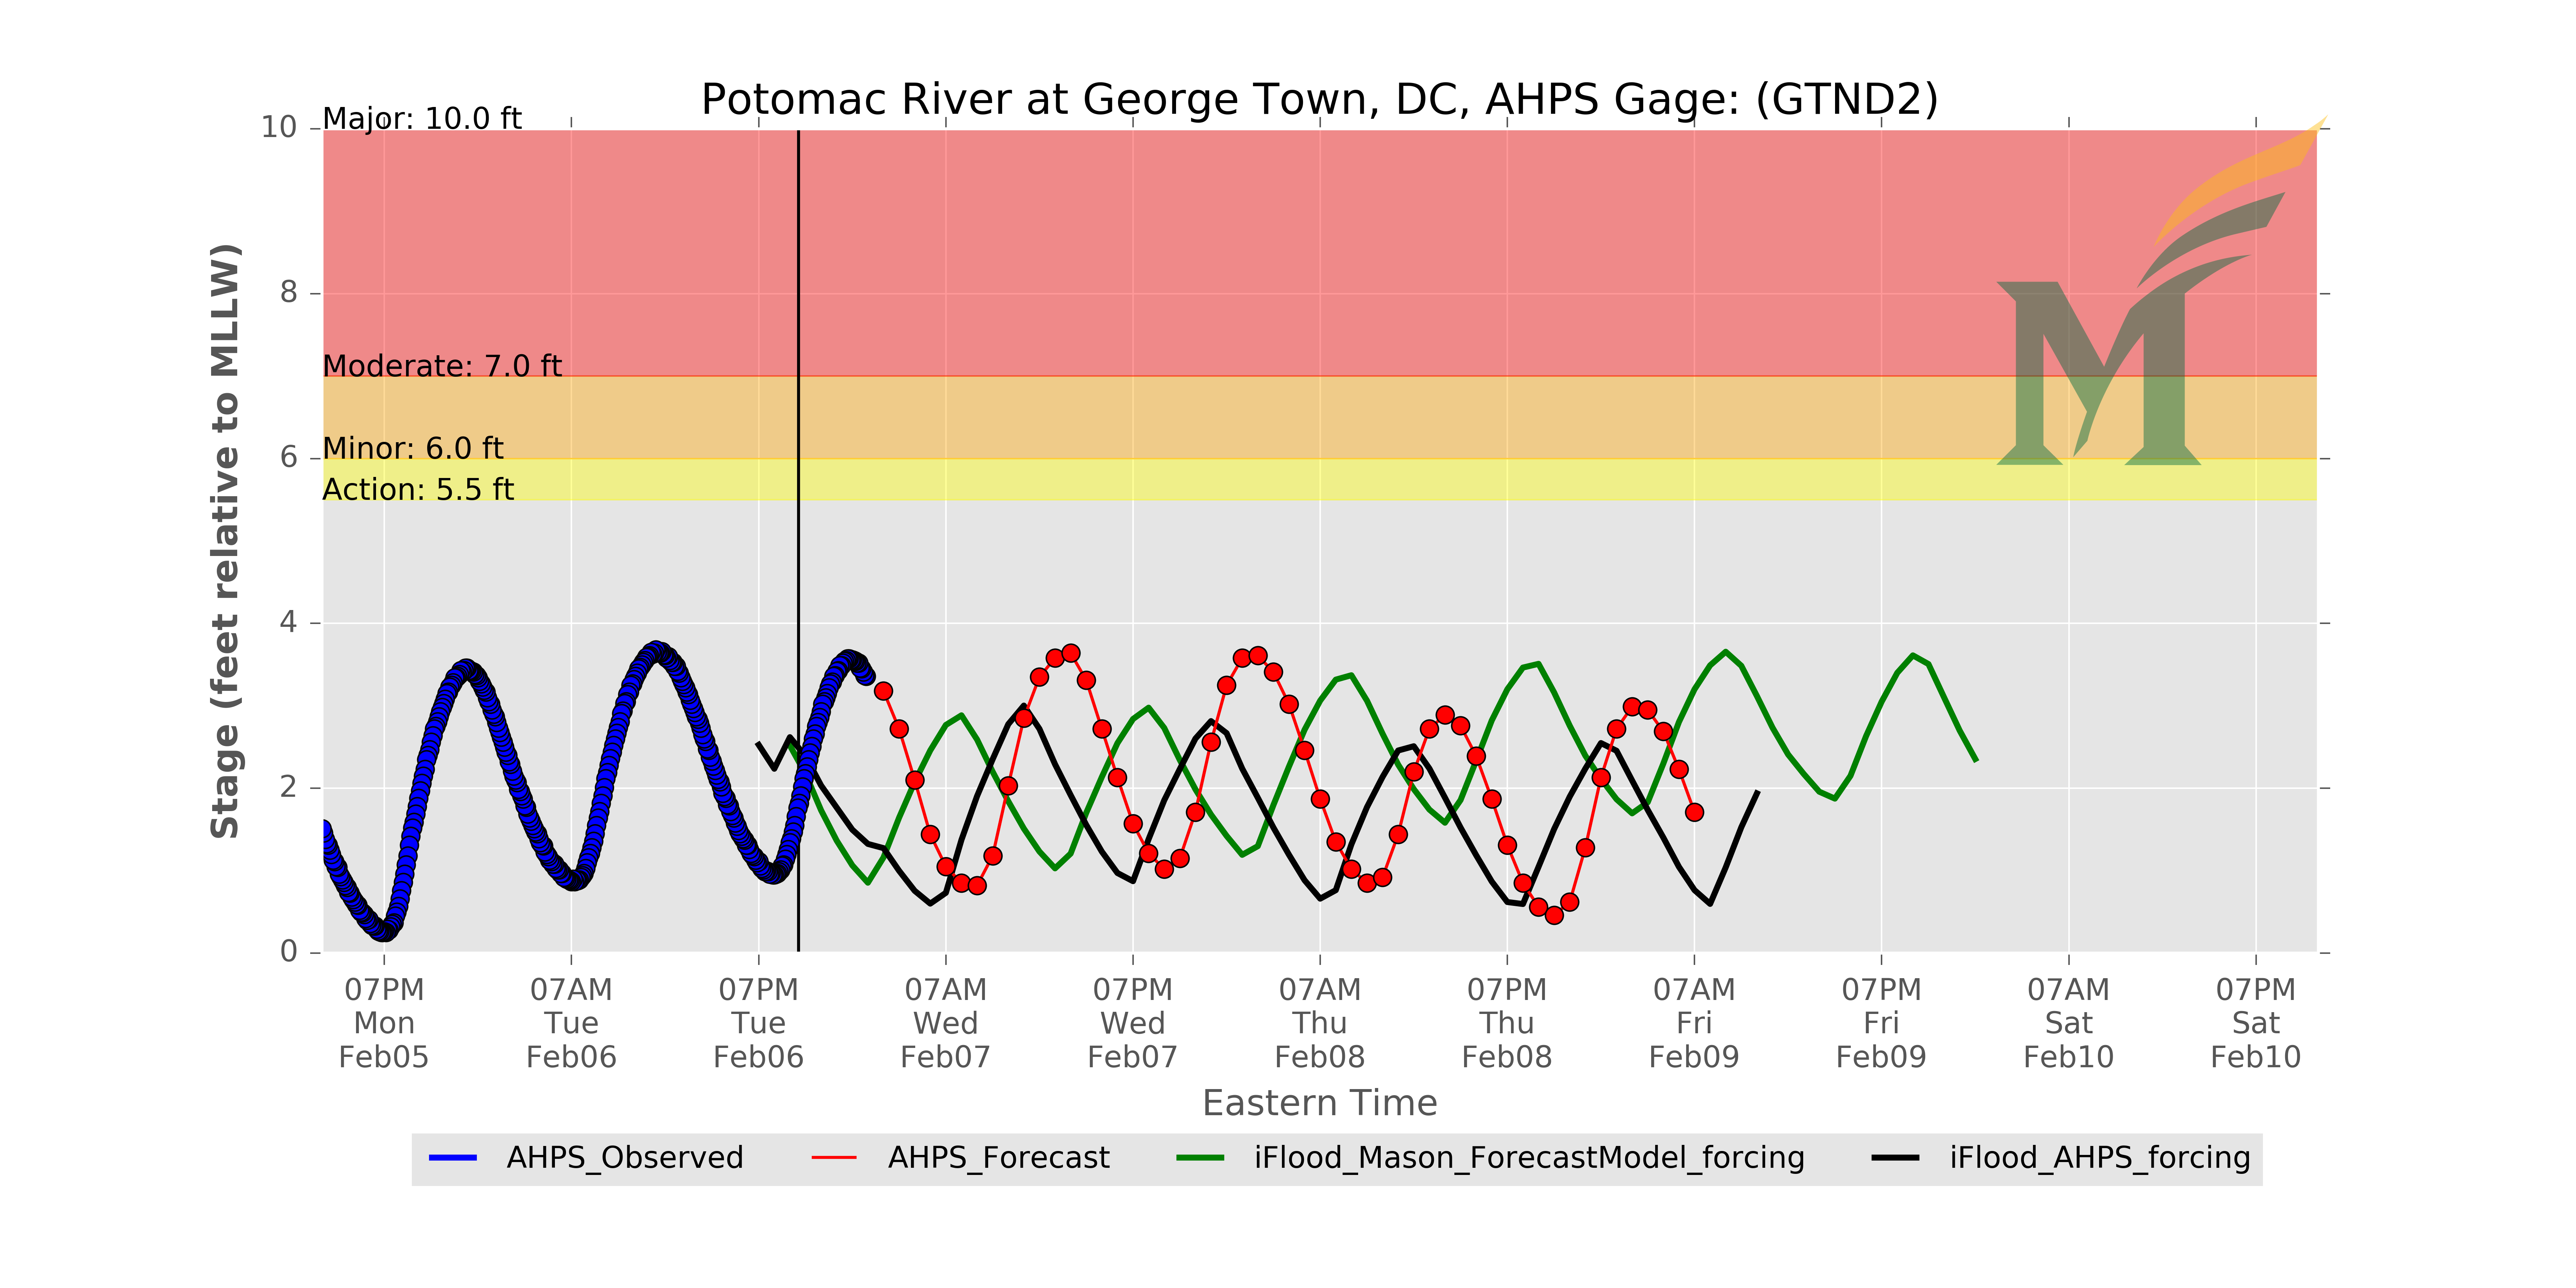 Potomac River at George Town, DC, AHPS Gage: (GTND2)
Stage (feet relative to MLLW)
10
8
6
4
2
0
Major: 10.0 ft
Moderate: 7.0 ft
Minor: 6.0 ft
Action: 5.5 ft
07PM 07AM 07PM 07AM 07PM 07AM 07PM 07AM 07PM 07AM 07PM
Mon Tue Tue Wed Wed Thu Thu Fri Fri Sat Sat
Feb05 Feb06 Feb06 Feb07 Feb07 Feb08 Feb08 Feb09 Feb09 Feb10 Feb10
Eastern Time
AHPS_Observed AHPS_Forecast iFlood_Mason_ForecastModel_forcing iFlood_AHPS_forcing